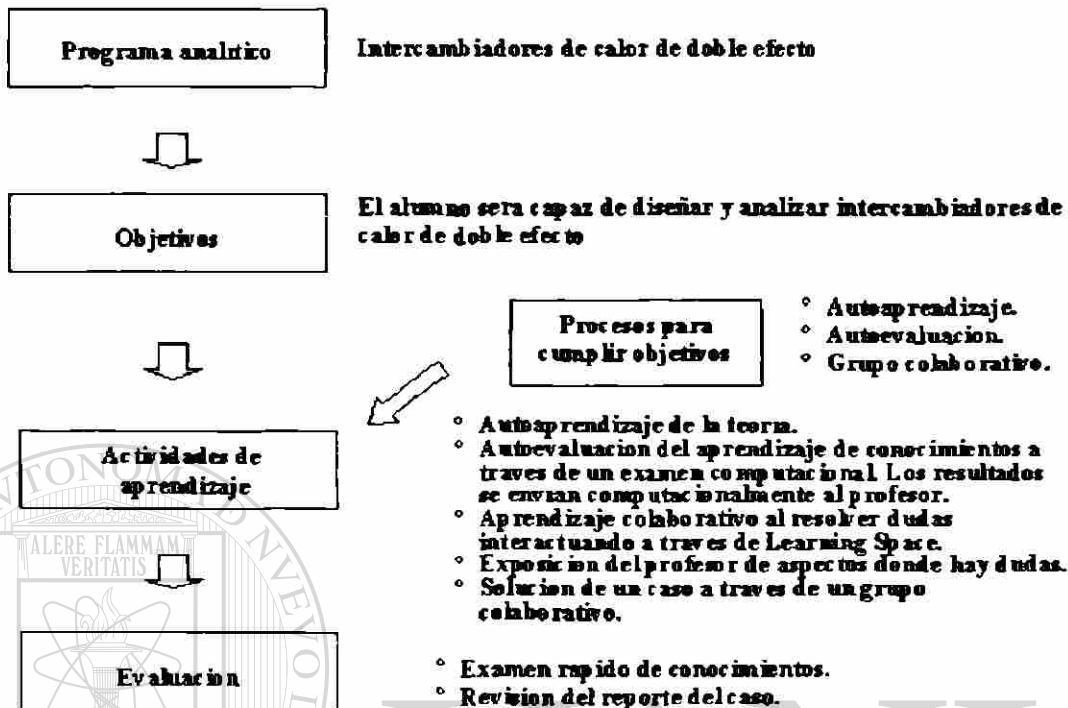 Programa analitico
Intercambiadores de calor de doble efecto
Objetivos
El alumno sera capaz de diseñar y analizar intercambiadores de
calor de doble efecto
Procesos para
cumplir objetivos
° Autoaprendizaje.
° Autoevaluacion.
° Grupo colaborativo.
Actividades de
aprendizaje
° Autoaprendizaje de la teoria.
° Autoevaluacion del aprendizaje de conocimientos a
traves de un examen computacional. Los resultados
se envian computacionalmente al profesor.
° Aprendizaje colaborativo al resolver dudas
interactuando a traves de Learning Space.
° Exposicion del profesor de aspectos donde hay dudas.
° Solucion de un caso a traves de un grupo
colaborativo.
Evaluacion
° Examen rapido de conocimientos.
° Revision del reporte del caso.
ALERE FLAMMAM
VERITATIS